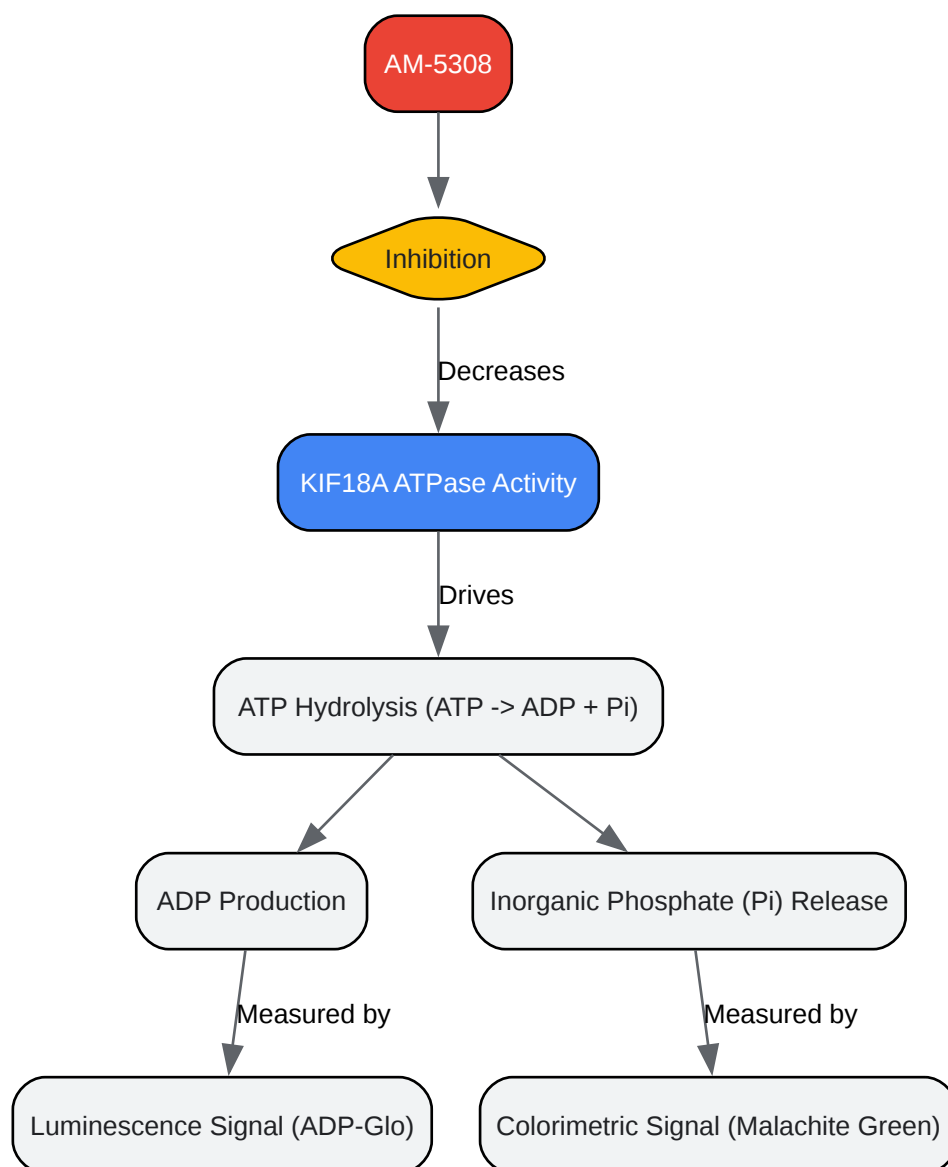 AM-5308
Inhibition
Decreases
KIF18A ATPase Activity
Drives
ATP Hydrolysis (ATP -> ADP + Pi)
ADP Production
Inorganic Phosphate (Pi) Release
Measured by
Measured by
Luminescence Signal (ADP-Glo)
Colorimetric Signal (Malachite Green)